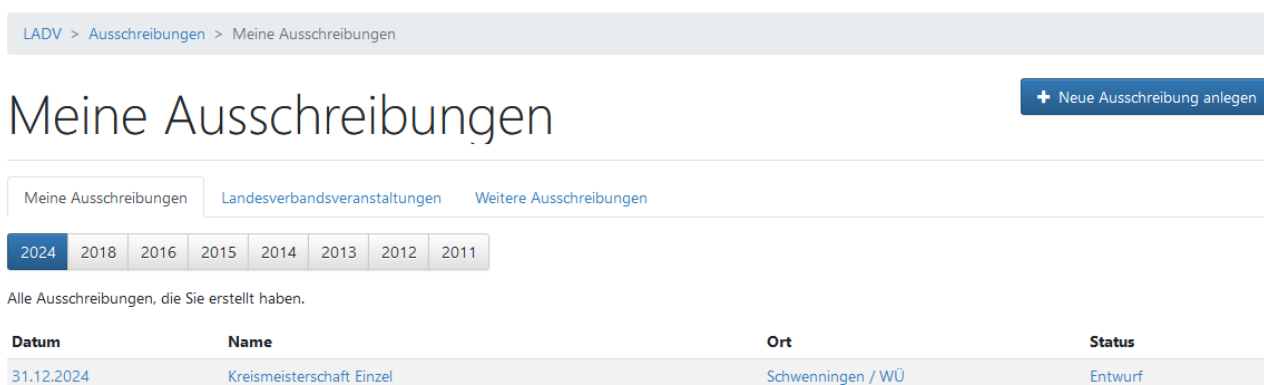 LADV > Ausschreibungen > Meine Ausschreibungen
Meine Ausschreibungen
+ Neue Ausschreibung anlegen
Meine Ausschreibungen Landesverbandsveranstaltungen Weitere Ausschreibungen
2024 2018 2016 2015 2014 2013 2012 2011
Alle Ausschreibungen, die Sie erstellt haben.
Datum Name Ort Status
31.12.2024 Kreismeisterschaft Einzel Schwenningen / WÜ Entwurf